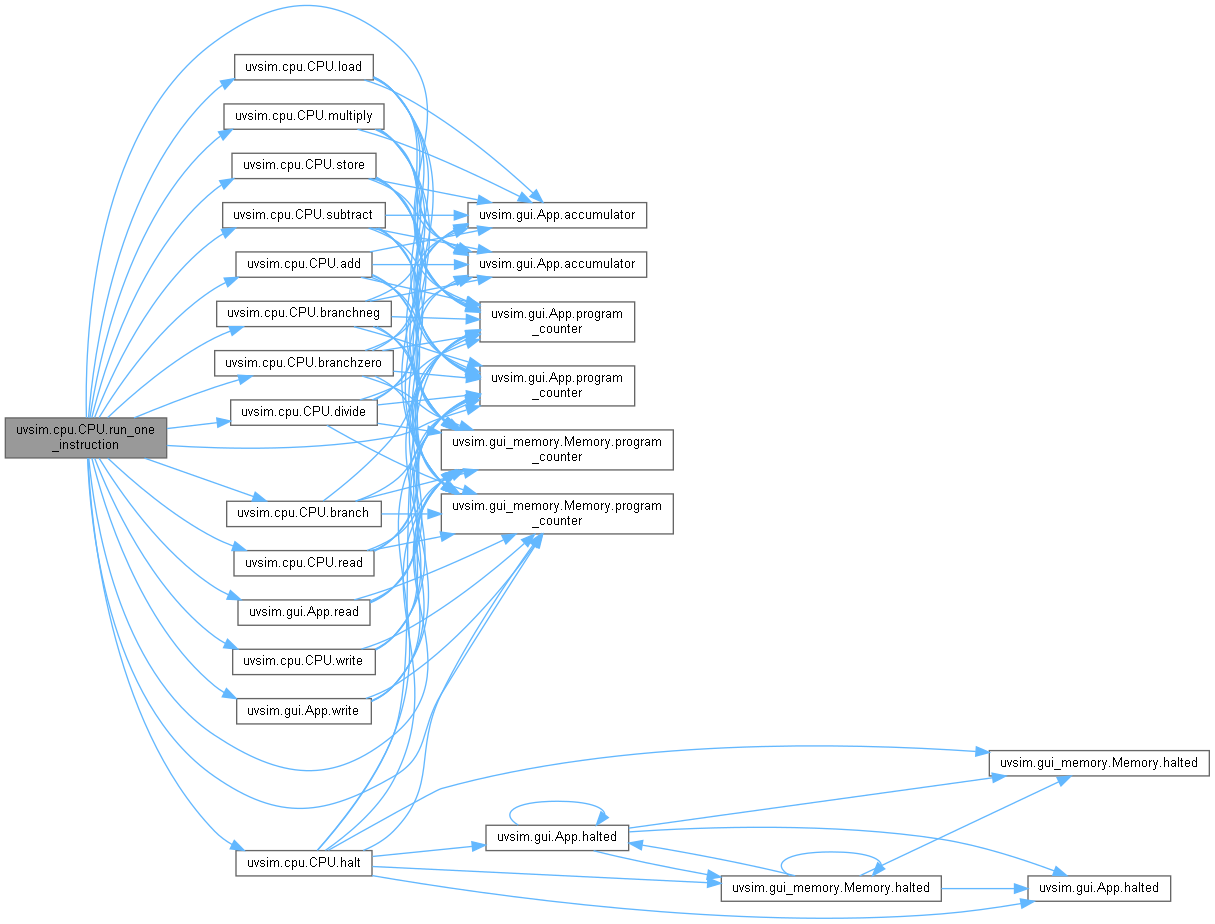 uvsim.cpu.CPU.run_one
_instruction
uvsim.cpu.CPU.load
uvsim.cpu.CPU.multiply
uvsim.cpu.CPU.store
uvsim.cpu.CPU.subtract
uvsim.cpu.CPU.add
uvsim.cpu.CPU.branchneg
uvsim.cpu.CPU.branchzero
uvsim.cpu.CPU.divide
uvsim.cpu.CPU.branch
uvsim.cpu.CPU.read
uvsim.gui.App.read
uvsim.cpu.CPU.write
uvsim.gui.App.write
uvsim.cpu.CPU.halt
uvsim.gui.App.accumulator
uvsim.gui.App.accumulator
uvsim.gui.App.program
_counter
uvsim.gui.App.program
_counter
uvsim.gui_memory.Memory.program
_counter
uvsim.gui_memory.Memory.program
_counter
uvsim.gui.App.halted
uvsim.gui_memory.Memory.halted
uvsim.gui_memory.Memory.halted
uvsim.gui.App.halted